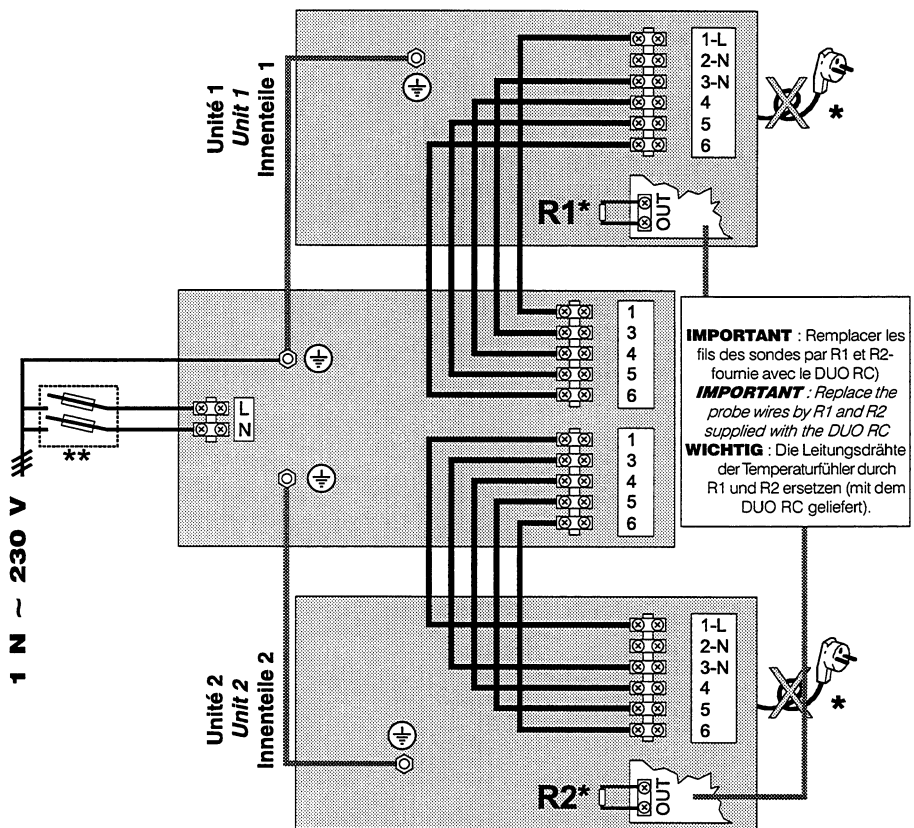 Unité 1
Unit 1
Innenteile 1
1-L
2-N
3-N
4
5
6
*
R1*
OUT
1
3
4
5
6
L
N
**
1 N ~ 230 V
1
3
4
5
6
IMPORTANT : Remplacer les
fils des sondes par R1 et R2-
fournie avec le DUO RC)
IMPORTANT : Replace the
probe wires by R1 and R2
supplied with the DUO RC
WICHTIG : Die Leitungsdrähte
der Temperaturfühler durch
R1 und R2 ersetzen (mit dem
DUO RC geliefert).
Unité 2
Unit 2
Innenteile 2
1-L
2-N
3-N
4
5
6
*
R2*
OUT